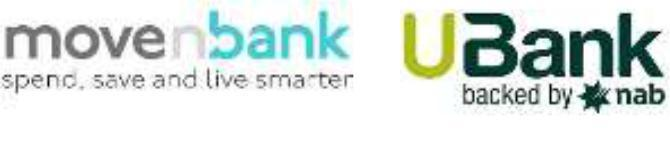 movenbank
spend, save and live smarter
UBank
backed by nab